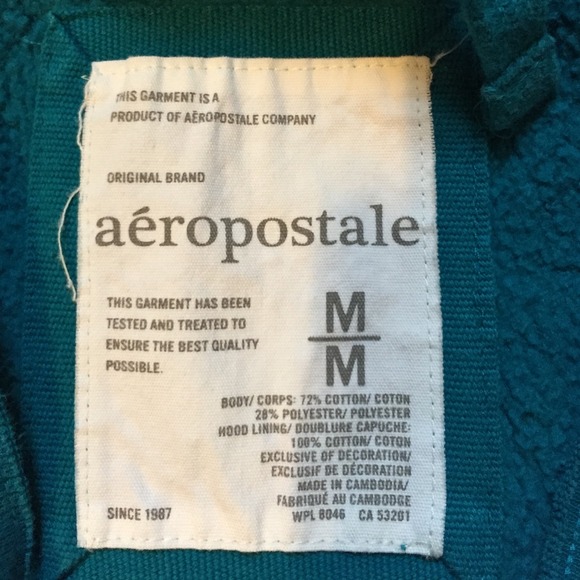 THIS GARMENT IS A
PRODUCT OF AÉROPOSTALE COMPANY
ORIGINAL BRAND
aéropostale
THIS GARMENT HAS BEEN
TESTED AND TREATED TO
ENSURE THE BEST QUALITY
POSSIBLE.
M
M
BODY/ CORPS: 72% COTTON/ COTON
28% POLYESTER/ POLYESTER
HOOD LINING/ DOUBLURE CAPUCHE:
100% COTTON/ COTON
EXCLUSIVE OF DECORATION/
EXCLUSIF DE DÉCORATION
MADE IN CAMBODIA/
FABRIQUÉ AU CAMBODGE
WPL 8046 CA 53201
SINCE 1987